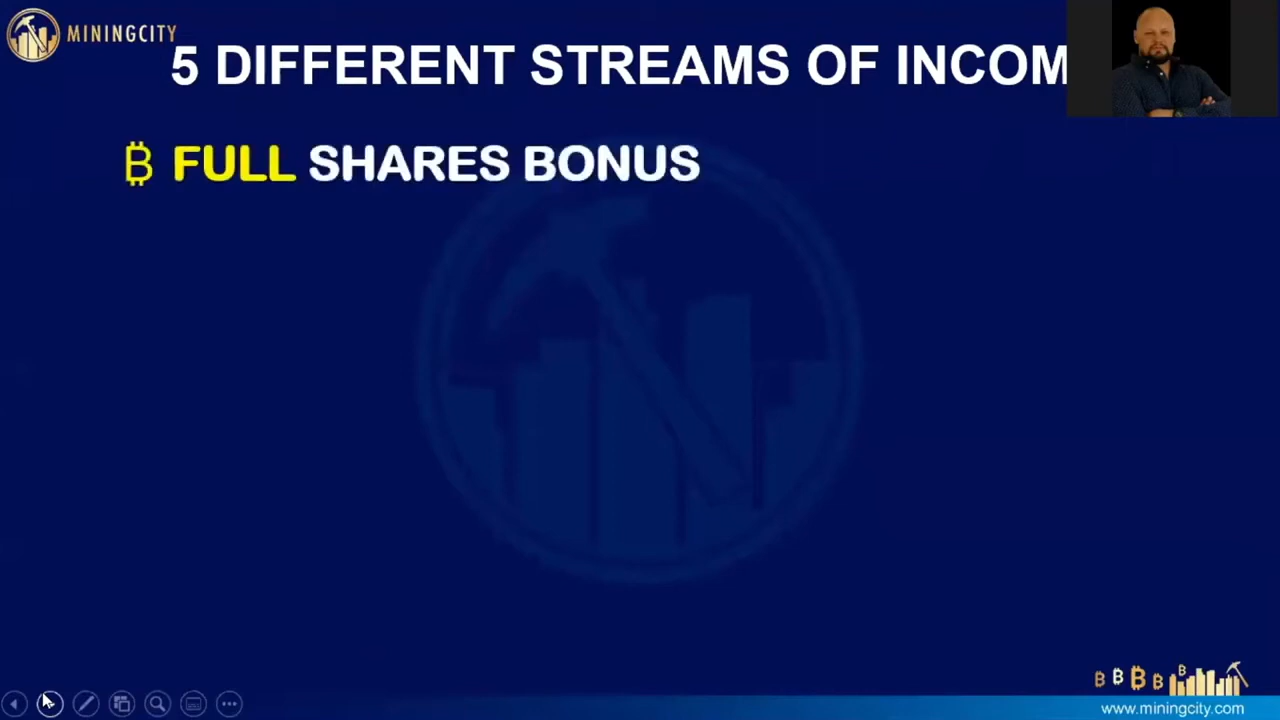 MININGCITY
5 DIFFERENT STREAMS OF INCOM
₿ FULL SHARES BONUS
www.miningcity.com